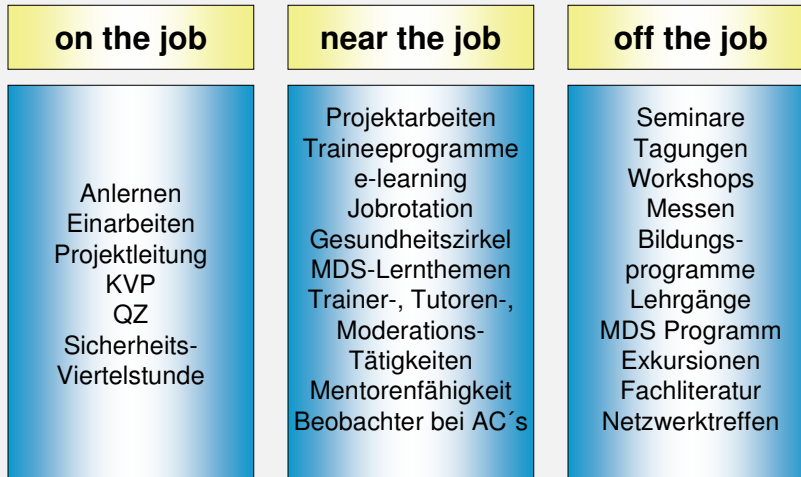 on the job
Anlernen
Einarbeiten
Projektleitung
KVP
QZ
Sicherheits-
Viertelstunde
near the job
Projektarbeiten
Traineeprogramme
e-learning
Jobrotation
Gesundheitszirkel
MDS-Lernthemen
Trainer-, Tutoren-,
Moderations-
Tätigkeiten
Mentorenfähigkeit
Beobachter bei AC´s
off the job
Seminare
Tagungen
Workshops
Messen
Bildungs-
programme
Lehrgänge
MDS Programm
Exkursionen
Fachliteratur
Netzwerktreffen